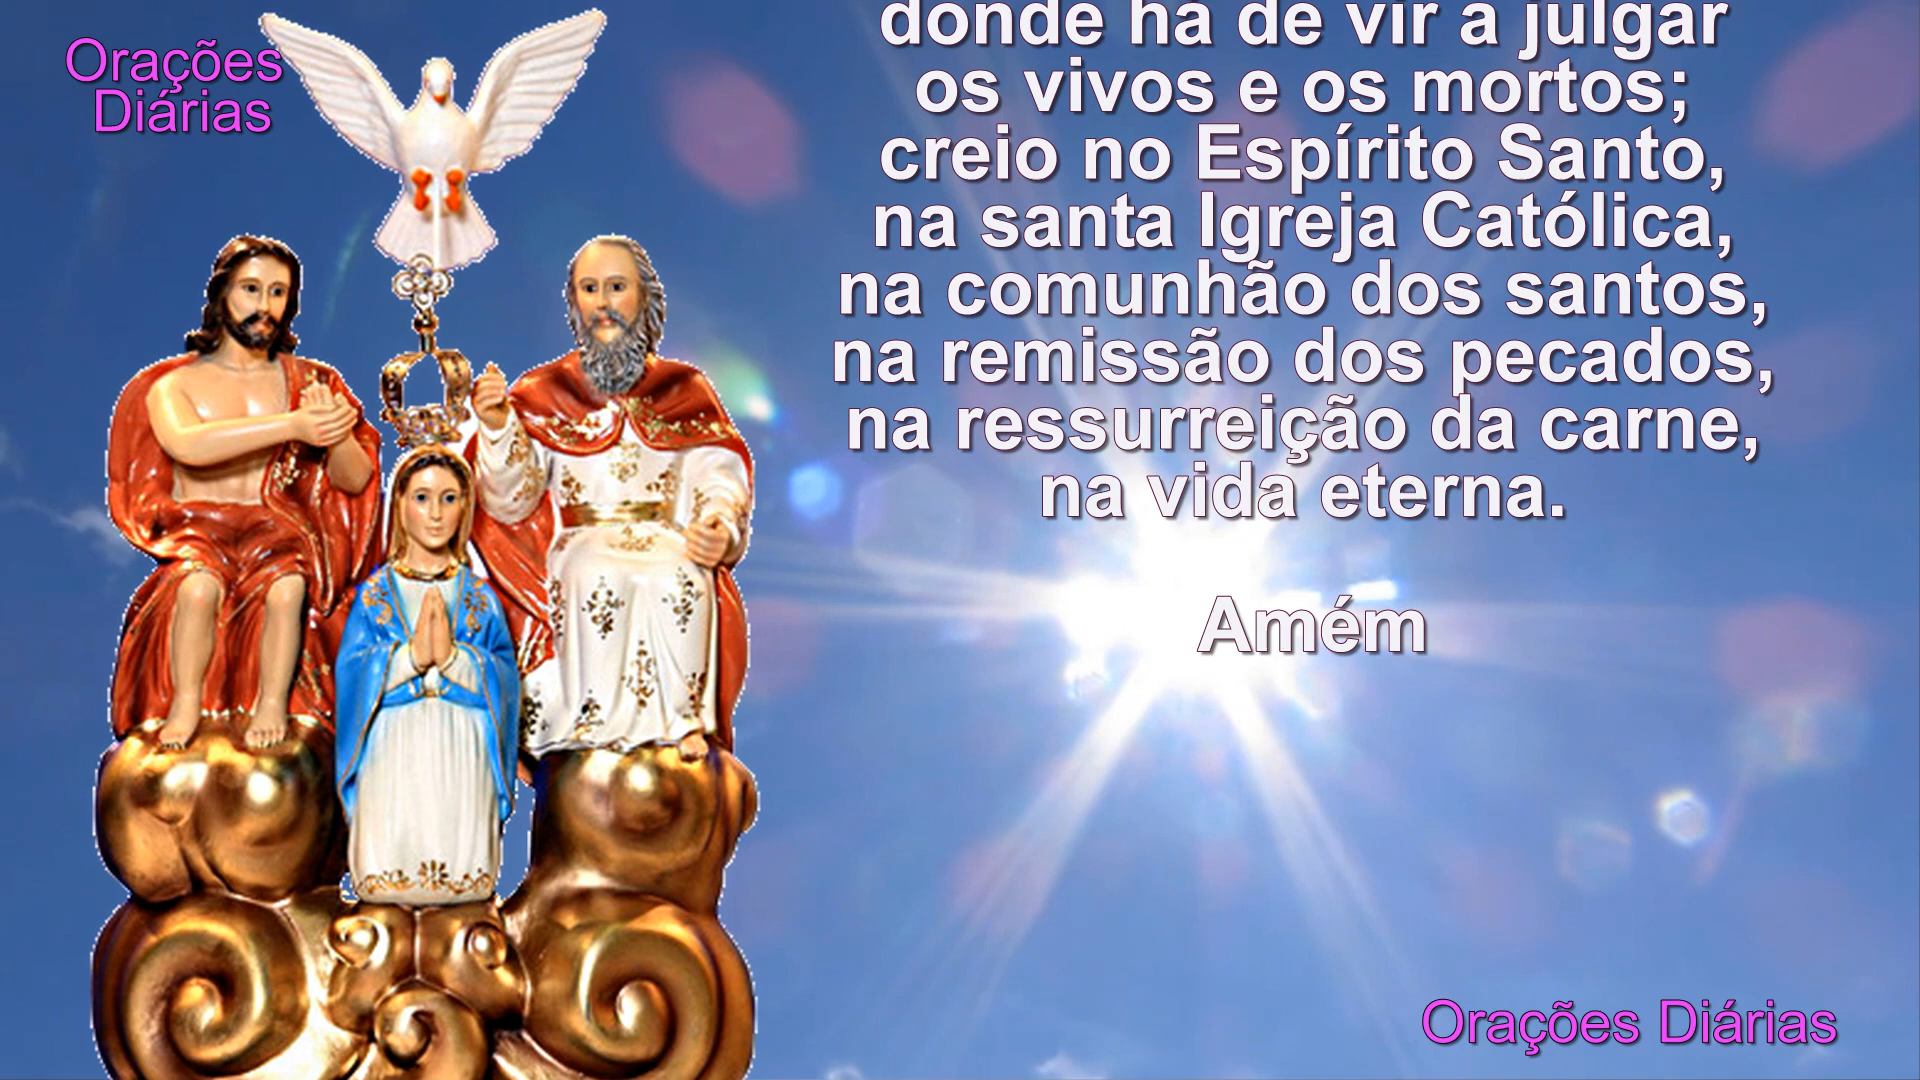 Orações
Diárias
donde há de vir a julgar
os vivos e os mortos;
creio no Espírito Santo,
na santa Igreja Católica,
na comunhão dos santos,
na remissão dos pecados,
na ressurreição da carne,
na vida eterna.
Amém
Orações Diárias